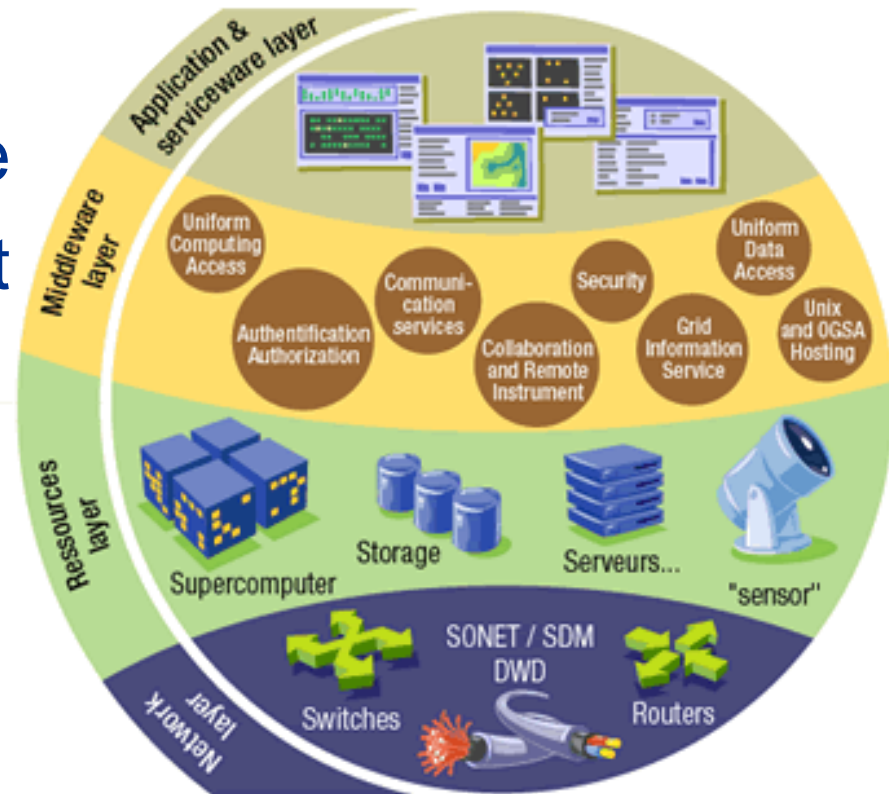 Application &
serviceware layer
Middleware
layer
Uniform
Computing
Access
Authentification
Authorization
Communi-
cation
services
Collaboration
and Remote
Instrument
Security
Grid
Information
Service
Uniform
Data
Access
Unix
and OGSA
Hosting
Ressources
layer
Supercomputer
Storage
Serveurs...
"sensor"
Network
layer
Switches
SONET / SDM
DWD
Routers
e
t